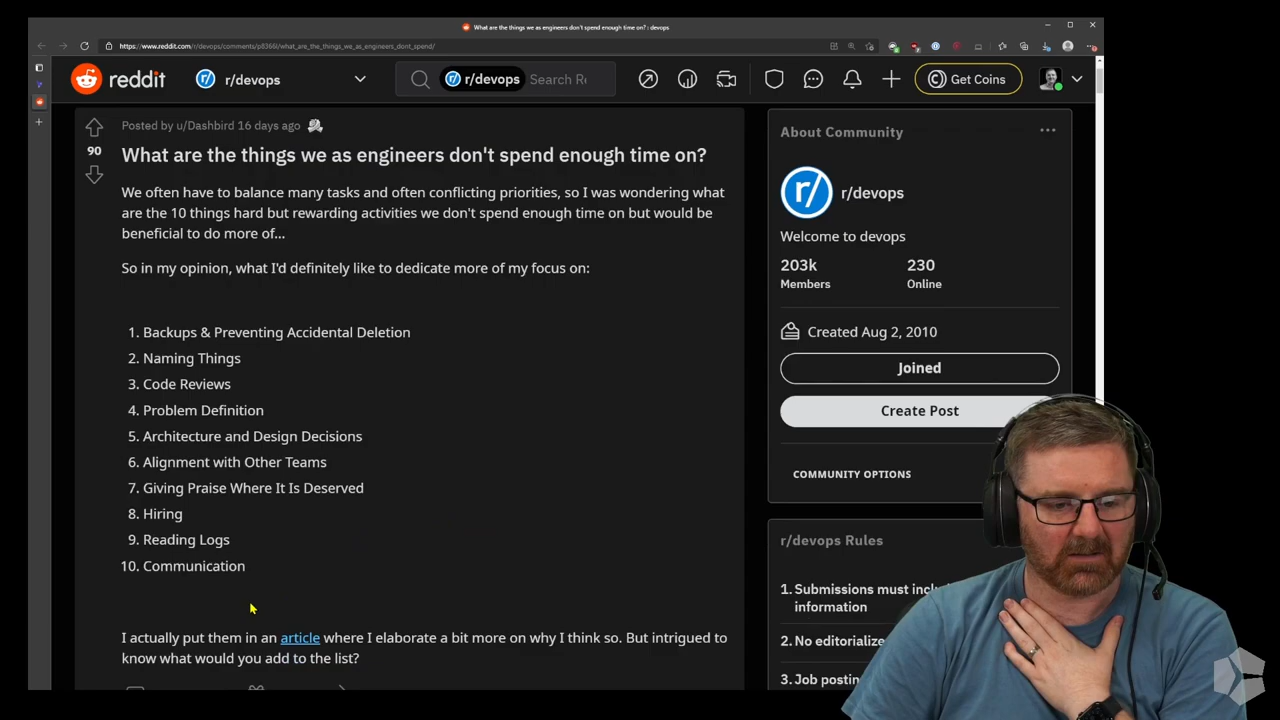 What are the things we as engineers don't spend enough time on? : devops
https://www.reddit.com/r/devops/comments/p8366l/what_are_the_things_we_as_engineers_dont_spend/
reddit
r/devops
r/devops Search Re
Get Coins
Posted by u/Dashbird 16 days ago
90
What are the things we as engineers don't spend enough time on?
We often have to balance many tasks and often conflicting priorities, so I was wondering what
are the 10 things hard but rewarding activities we don't spend enough time on but would be
beneficial to do more of...
So in my opinion, what I'd definitely like to dedicate more of my focus on:
1. Backups & Preventing Accidental Deletion
2. Naming Things
3. Code Reviews
4. Problem Definition
5. Architecture and Design Decisions
6. Alignment with Other Teams
7. Giving Praise Where It Is Deserved
8. Hiring
9. Reading Logs
10. Communication
I actually put them in an article where I elaborate a bit more on why I think so. But intrigued to
know what would you add to the list?
About Community
r/
r/devops
Welcome to devops
203k
230
Members
Online
Created Aug 2, 2010
Joined
Create Post
COMMUNITY OPTIONS
r/devops Rules
1. Submissions must incl
information
2. No editorialize
3. Job posting